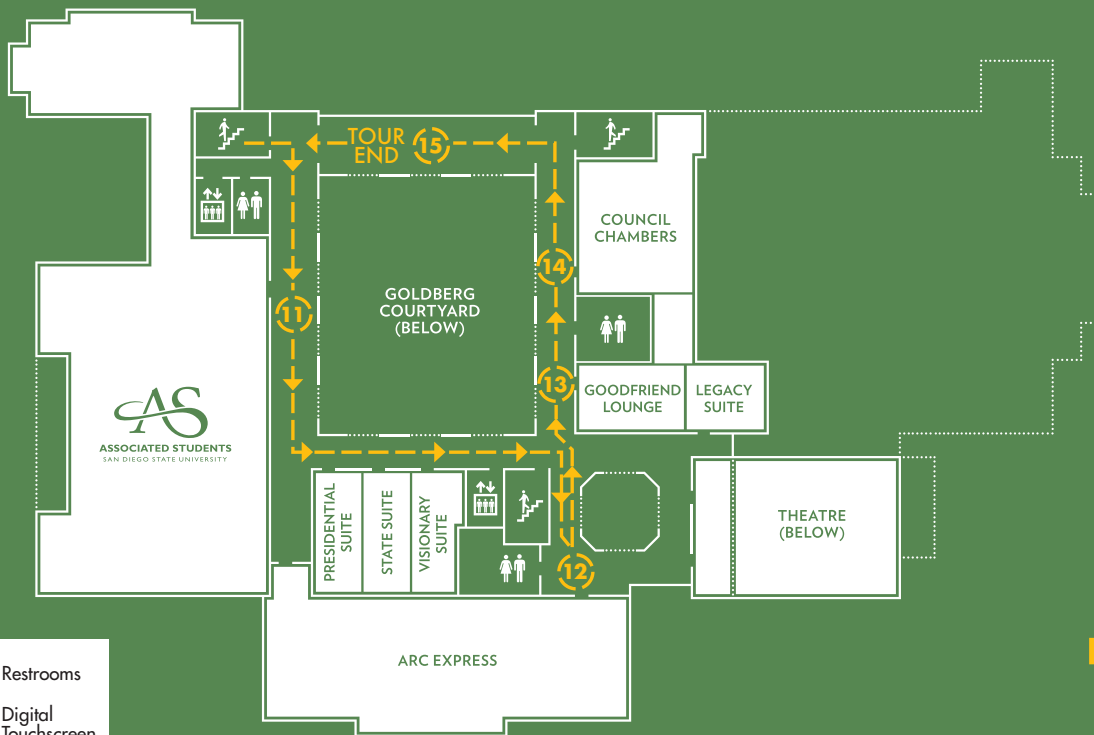 TOUR
END
15
14
COUNCIL
CHAMBERS
GOLDBERG
COURTYARD
(BELOW)
11
13
GOODFRIEND
LOUNGE
LEGACY
SUITE
AS
ASSOCIATED STUDENTS
SAN DIEGO STATE UNIVERSITY
PRESIDENTIAL
SUITE
STATE SUITE
VISIONARY
SUITE
THEATRE
(BELOW)
12
ARC EXPRESS
Restrooms
Digital
Touchscreen